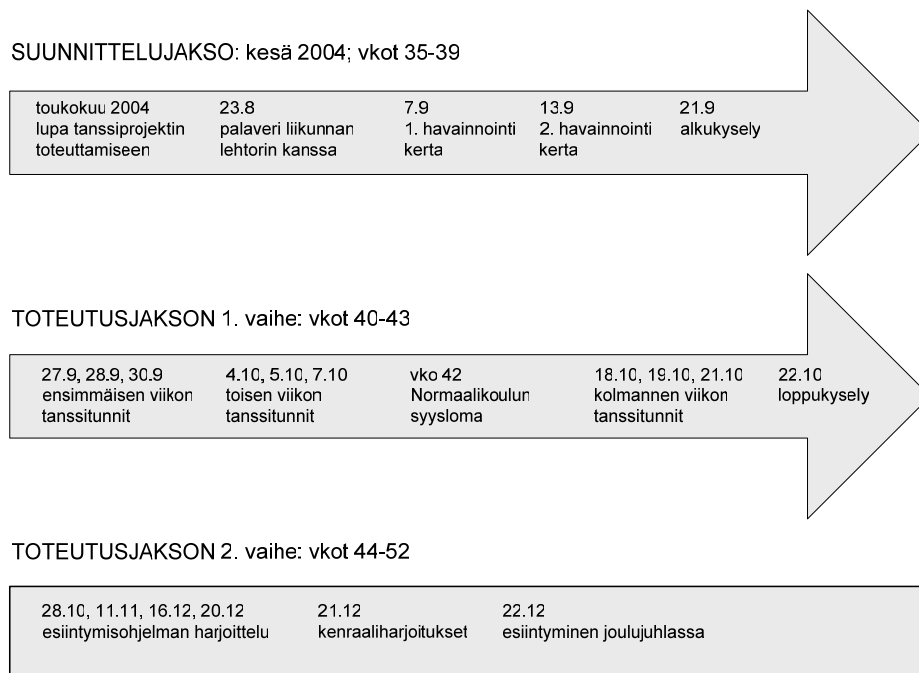 SUUNNITTELUJAKSO: kesä 2004; vkot 35-39
toukokuu 2004
lupa tanssiprojektin
toteuttamiseen
23.8
palaveri liikunnan
lehtorin kanssa
7.9
1. havainnointi
kerta
13.9
2. havainnointi
kerta
21.9
alkukysely
TOTEUTUSJAKSON 1. vaihe: vkot 40-43
27.9, 28.9, 30.9
ensimmäisen viikon
tanssitunnit
4.10, 5.10, 7.10
toisen viikon
tanssitunnit
vko 42
Normaalikoulun
syysloma
18.10, 19.10, 21.10
kolmannen viikon
tanssitunnit
22.10
loppukysely
TOTEUTUSJAKSON 2. vaihe: vkot 44-52
28.10, 11.11, 16.12, 20.12
esiintymisohjelman harjoittelu
21.12
kenraaliharjoitukset
22.12
esiintyminen joulujuhlassa